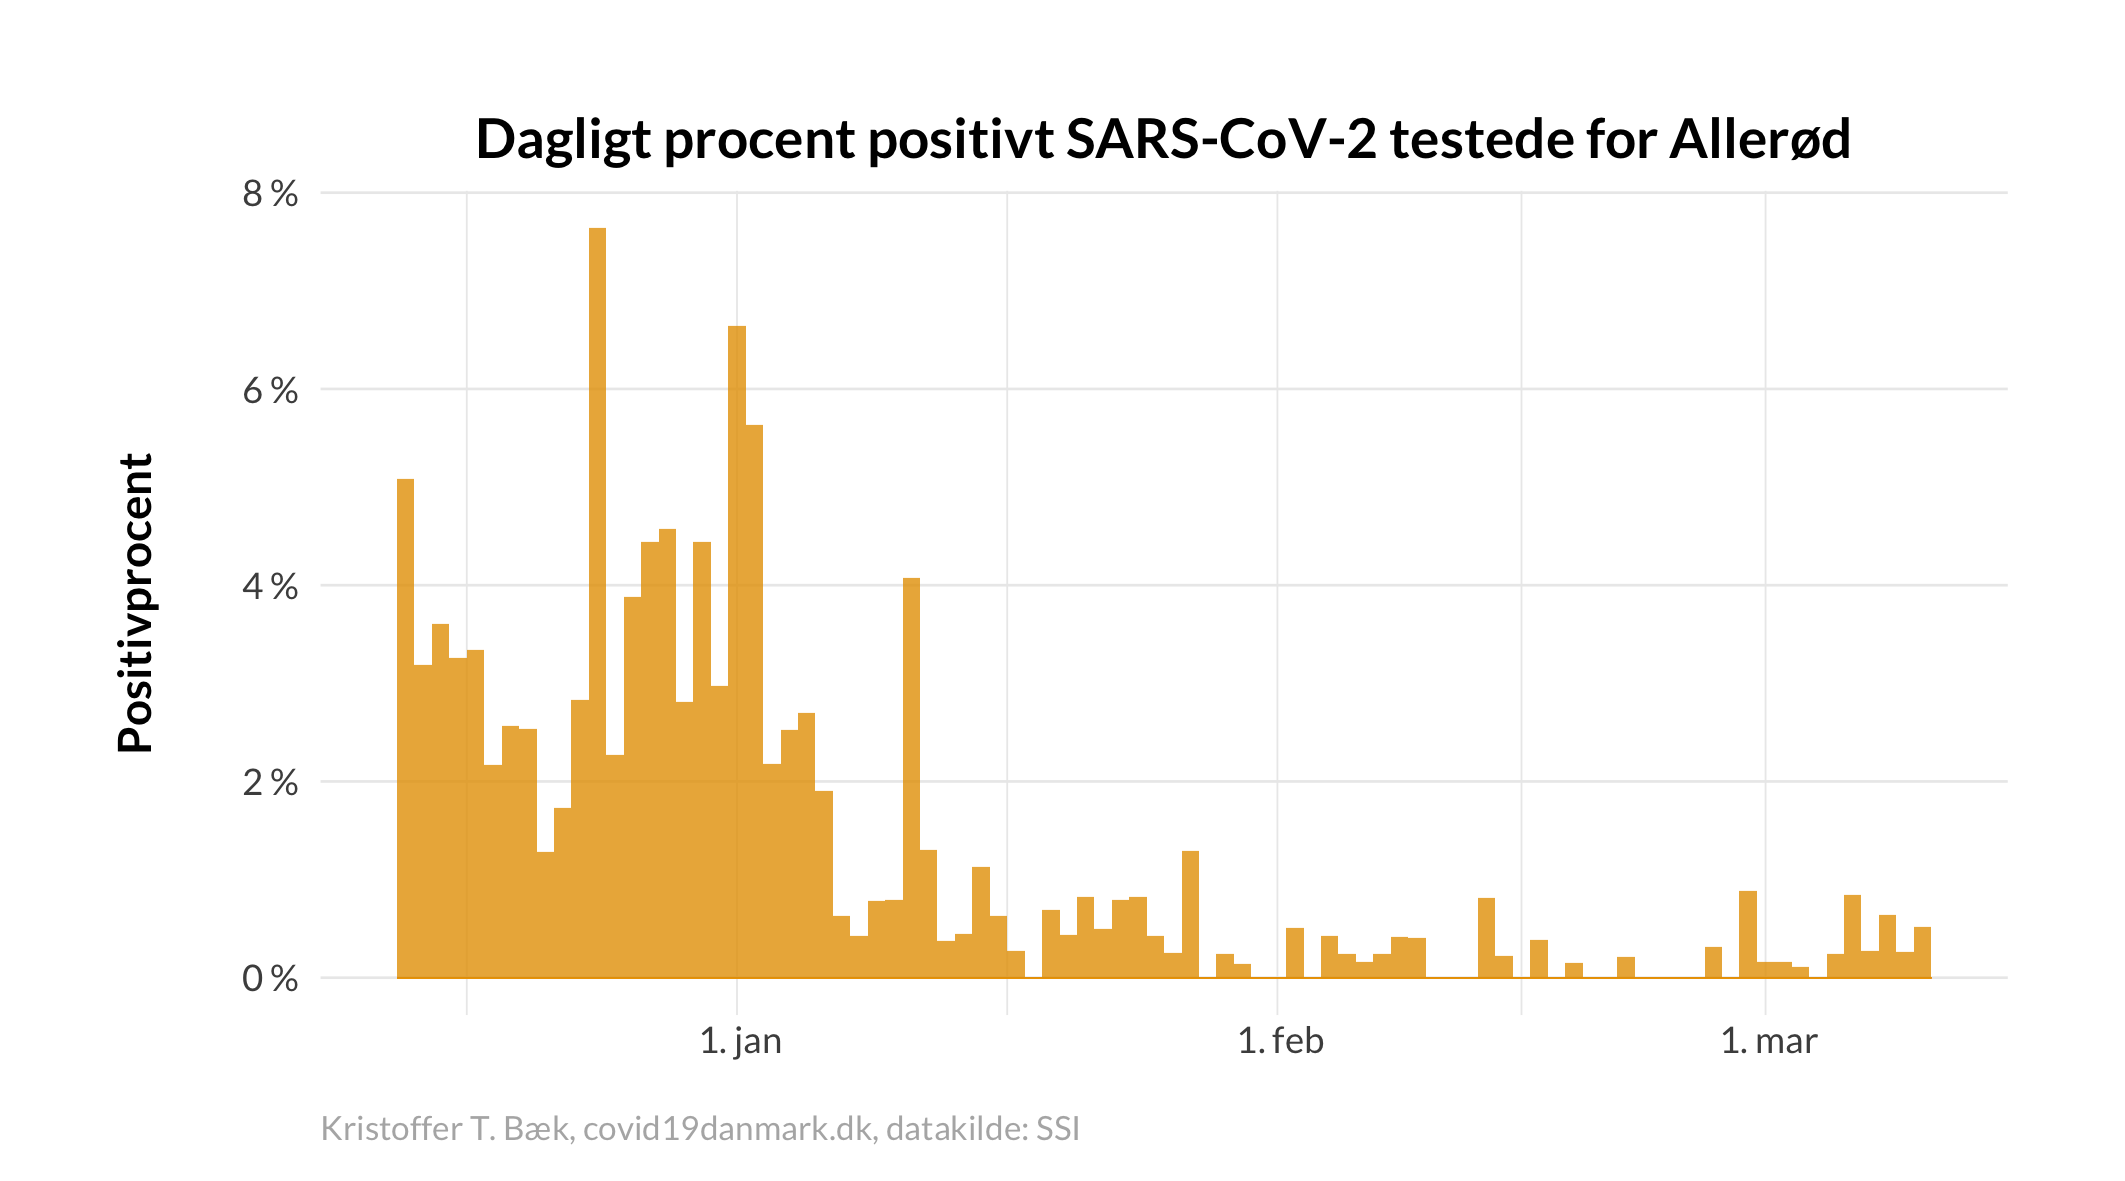 Dagligt procent positivt SARS-CoV-2 testede for Allerød
8 %
6 %
4 %
2 %
0 %
Positivprocent
1. jan
1. feb
1. mar
Kristoffer T. Bæk, covid19danmark.dk, datakilde: SSI